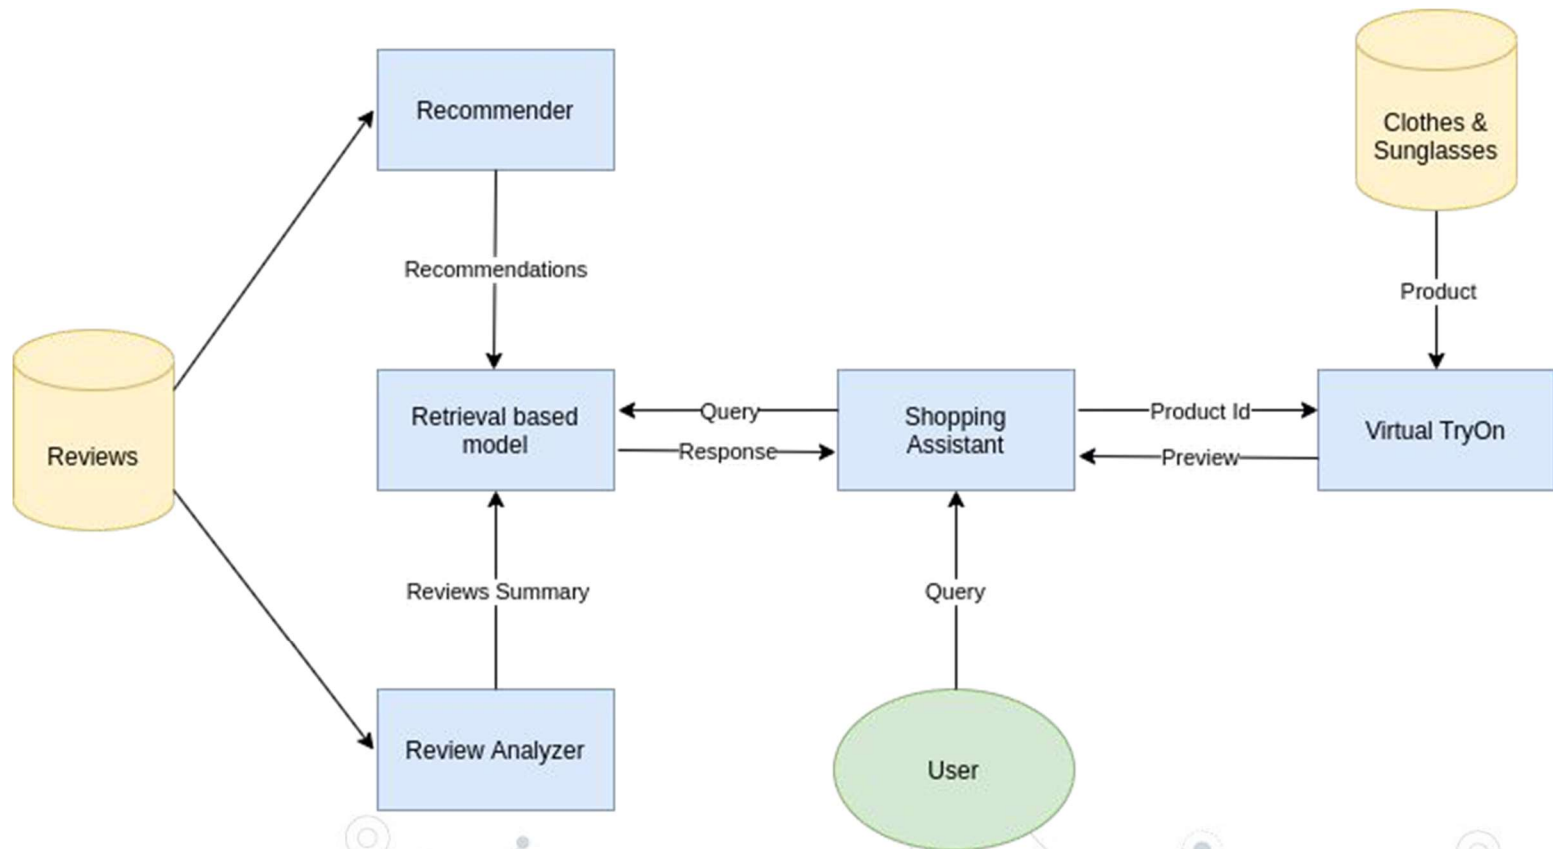 Recommender
Clothes &
Sunglasses
Recommendations
Product
Reviews
Retrieval based
model
Query
Response
Shopping
Assistant
Product Id
Preview
Virtual TryOn
Reviews Summary
Query
Review Analyzer
User